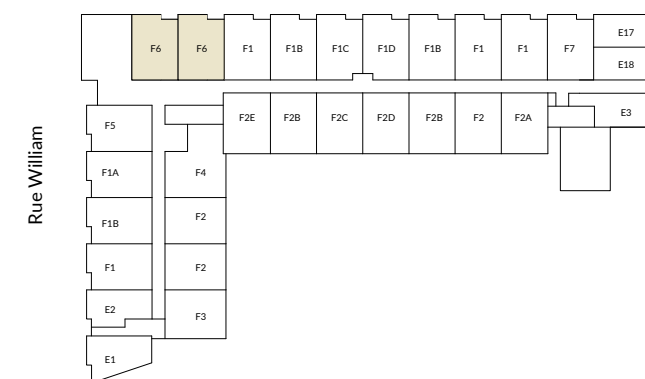 E17
F6 F6 F1 F1B F1C F1D F1B F1 F1 F7
E18
E3
F2E F2B F2C F2D F2B F2 F2A
F5
F1A F4
F1B F2
F1 F2
E2 F3
E1
Rue William